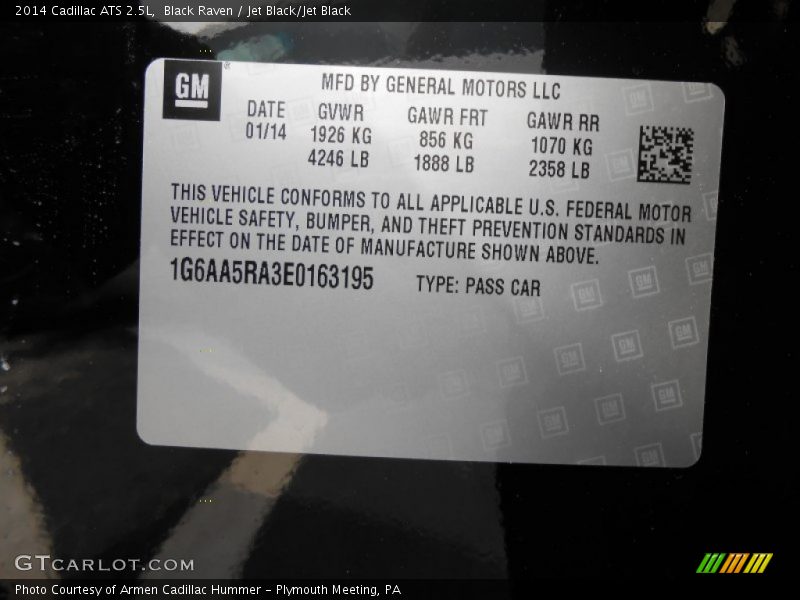 2014 Cadillac ATS 2.5L, Black Raven / Jet Black/Jet Black
GM
MFD BY GENERAL MOTORS LLC
DATE GVWR GAWR FRT GAWR RR
01/14 1926 KG 856 KG 1070 KG
4246 LB 1888 LB 2358 LB
THIS VEHICLE CONFORMS TO ALL APPLICABLE U.S. FEDERAL MOTOR
VEHICLE SAFETY, BUMPER, AND THEFT PREVENTION STANDARDS IN
EFFECT ON THE DATE OF MANUFACTURE SHOWN ABOVE.
1G6AA5RA3E0163195 TYPE: PASS CAR
GTCARLOT.COM
Photo Courtesy of Armen Cadillac Hummer - Plymouth Meeting, PA